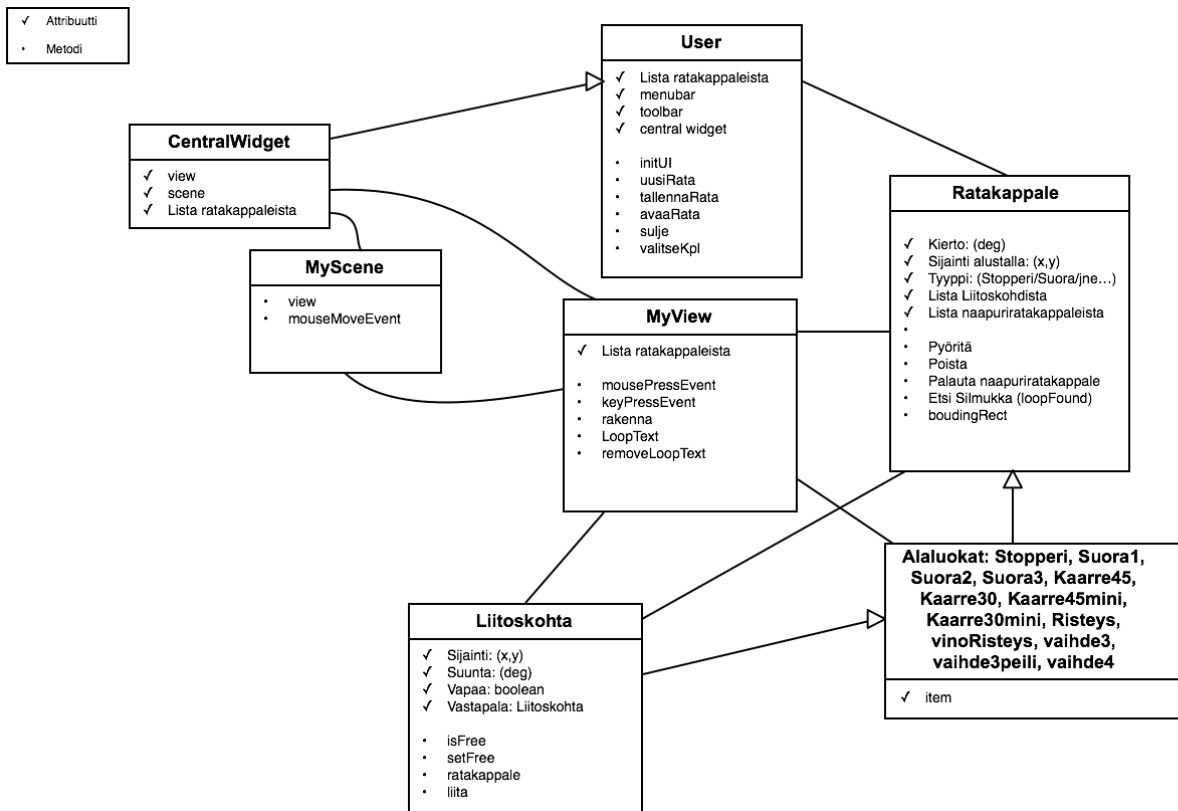 ✓ Attribuutti
• Metodi
User
✓ Lista ratakappaleista
✓ menubar
✓ toolbar
✓ central widget
• initUI
• uusiRata
• tallennaRata
• avaaRata
• sulje
• valitseKpl
CentralWidget
✓ view
✓ scene
✓ Lista ratakappaleista
MyScene
• view
• mouseMoveEvent
Ratakappale
✓ Kierto: (deg)
✓ Sijainti alustalla: (x,y)
✓ Tyyppi: (Stopperi/Suora/jne…)
✓ Lista Liitoskohdista
✓ Lista naapuriratakappaleista
•
• Pyöritä
• Poista
• Palauta naapuriratakappale
• Etsi Silmukka (loopFound)
• boudingRect
MyView
✓ Lista ratakappaleista
• mousePressEvent
• keyPressEvent
• rakenna
• LoopText
• removeLoopText
Alaluokat: Stopperi, Suora1,
Suora2, Suora3, Kaarre45,
Kaarre30, Kaarre45mini,
Kaarre30mini, Risteys,
vinoRisteys, vaihde3,
vaihde3peili, vaihde4
✓ item
Liitoskohta
✓ Sijainti: (x,y)
✓ Suunta: (deg)
✓ Vapaa: boolean
✓ Vastapala: Liitoskohta
• isFree
• setFree
• ratakappale
• liita